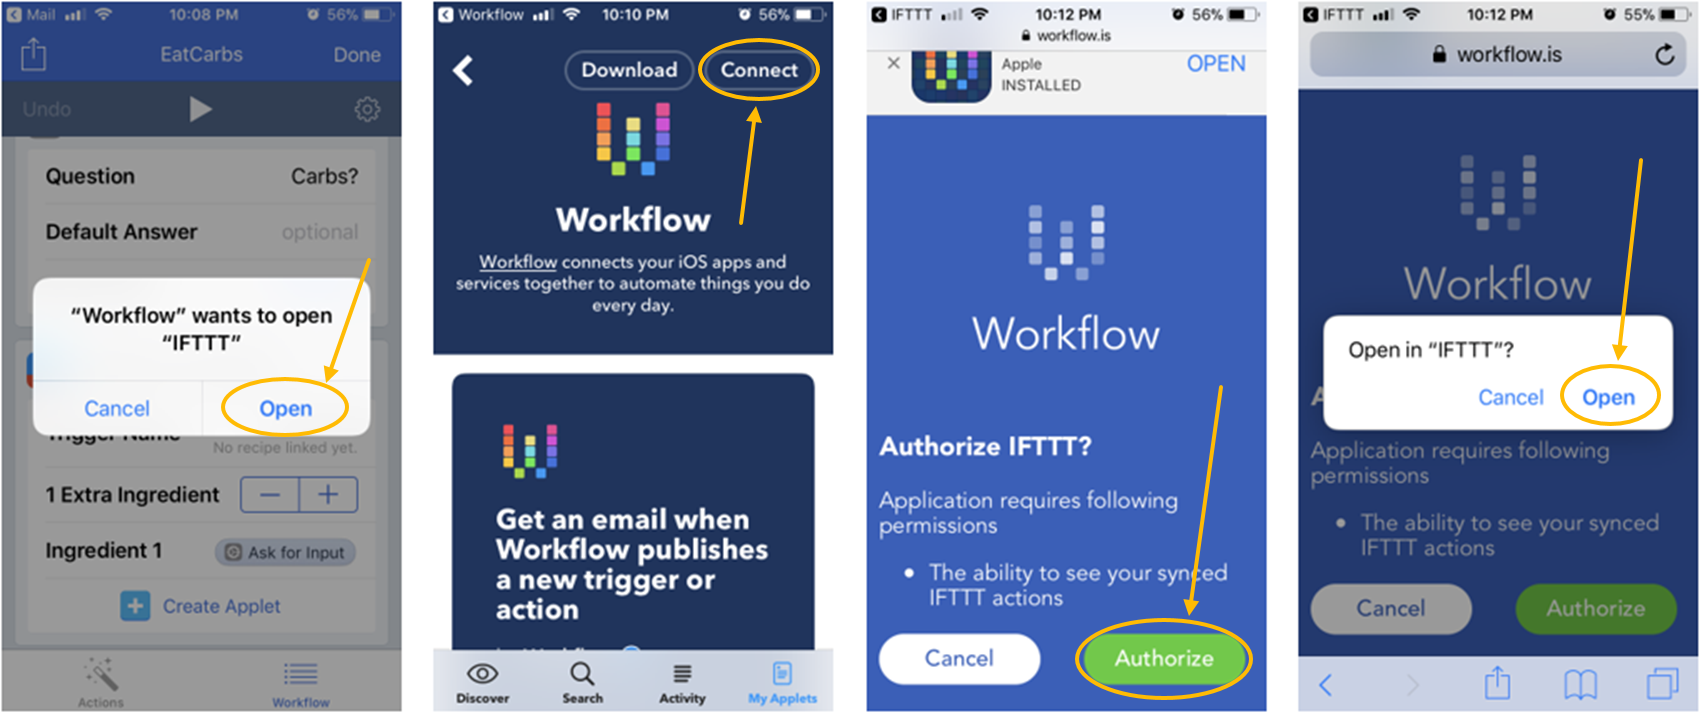 Mail 10:08 PM 56%
EatCarbs Done
Undo
Question Carbs?
Default Answer optional
“Workflow” wants to open
“IFTTT”
Cancel Open
Trigger Name
No recipe linked yet.
1 Extra Ingredient − +
Ingredient 1 Ask for Input
+ Create Applet
Actions Workflow
Workflow 10:10 PM 56%
Download Connect
Workflow
Workflow connects your iOS apps and
services together to automate things you do
every day.
Get an email when
Workflow publishes
a new trigger or
action
Discover Search Activity My Applets
IFTTT 10:12 PM 56%
workflow.is
Apple
INSTALLED
OPEN
Workflow
Authorize IFTTT?
Application requires following
permissions
• The ability to see your synced
IFTTT actions
Cancel Authorize
IFTTT 10:12 PM 55%
workflow.is
Workflow
Open in “IFTTT”?
Cancel Open
A
Application requires following
permissions
• The ability to see your synced
IFTTT actions
Cancel Authorize